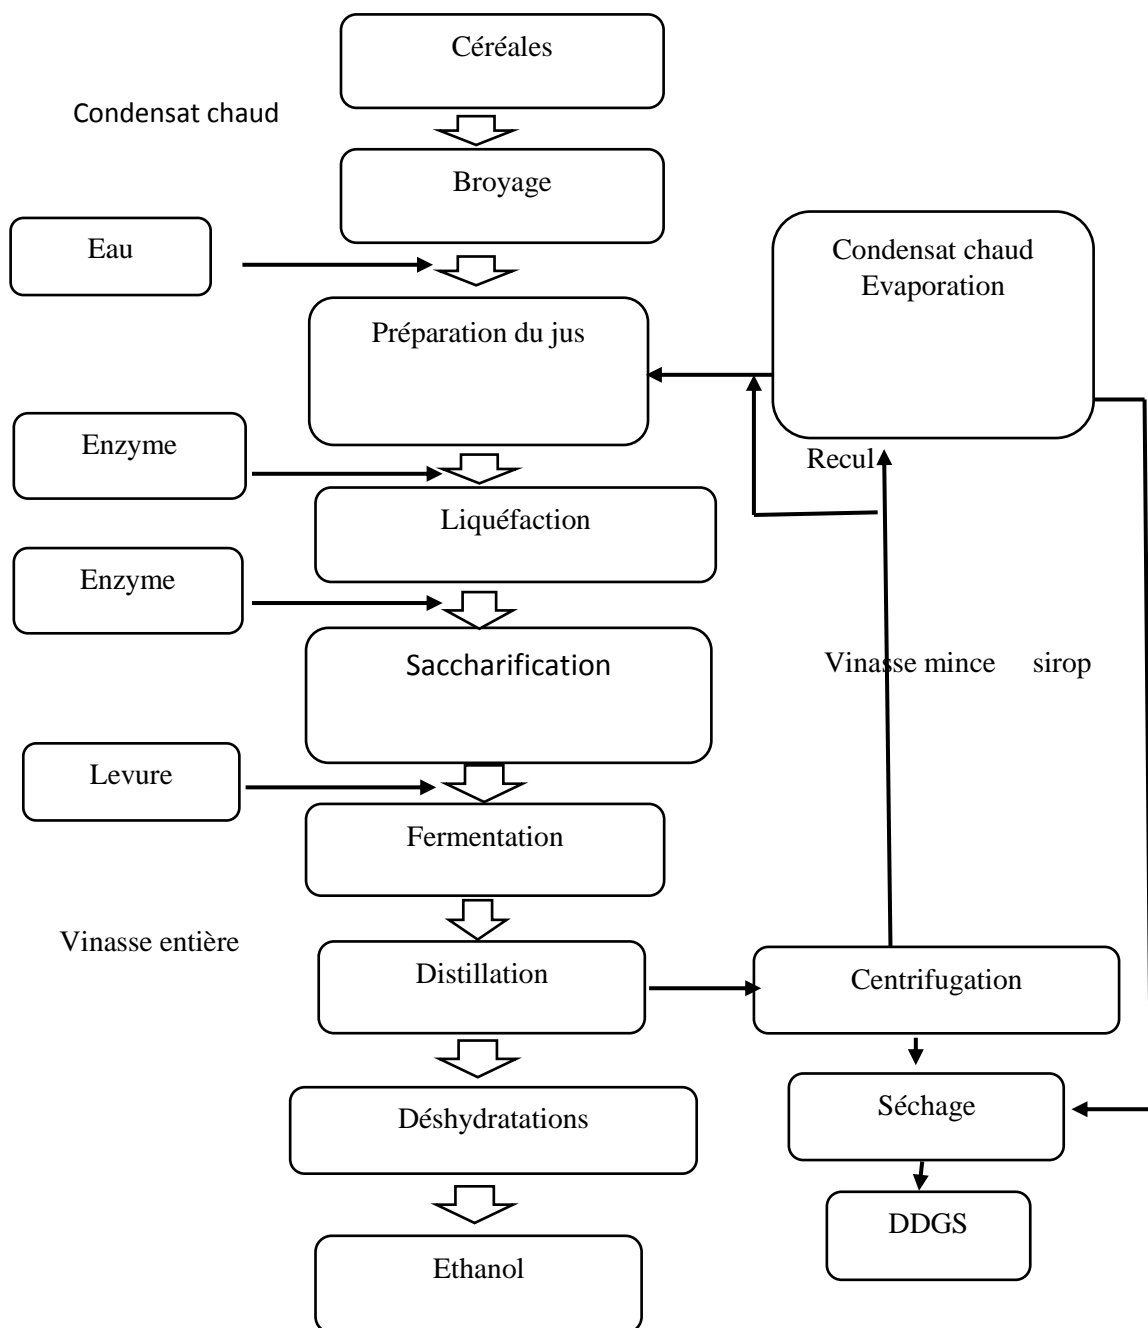 Céréales
Condensat chaud
Broyage
Eau
Condensat chaud
Evaporation
Préparation du jus
Enzyme
Recul
Liquéfaction
Enzyme
Saccharification
Vinasse mince sirop
Levure
Fermentation
Vinasse entière
Distillation
Centrifugation
Déshydratations
Séchage
DDGS
Ethanol